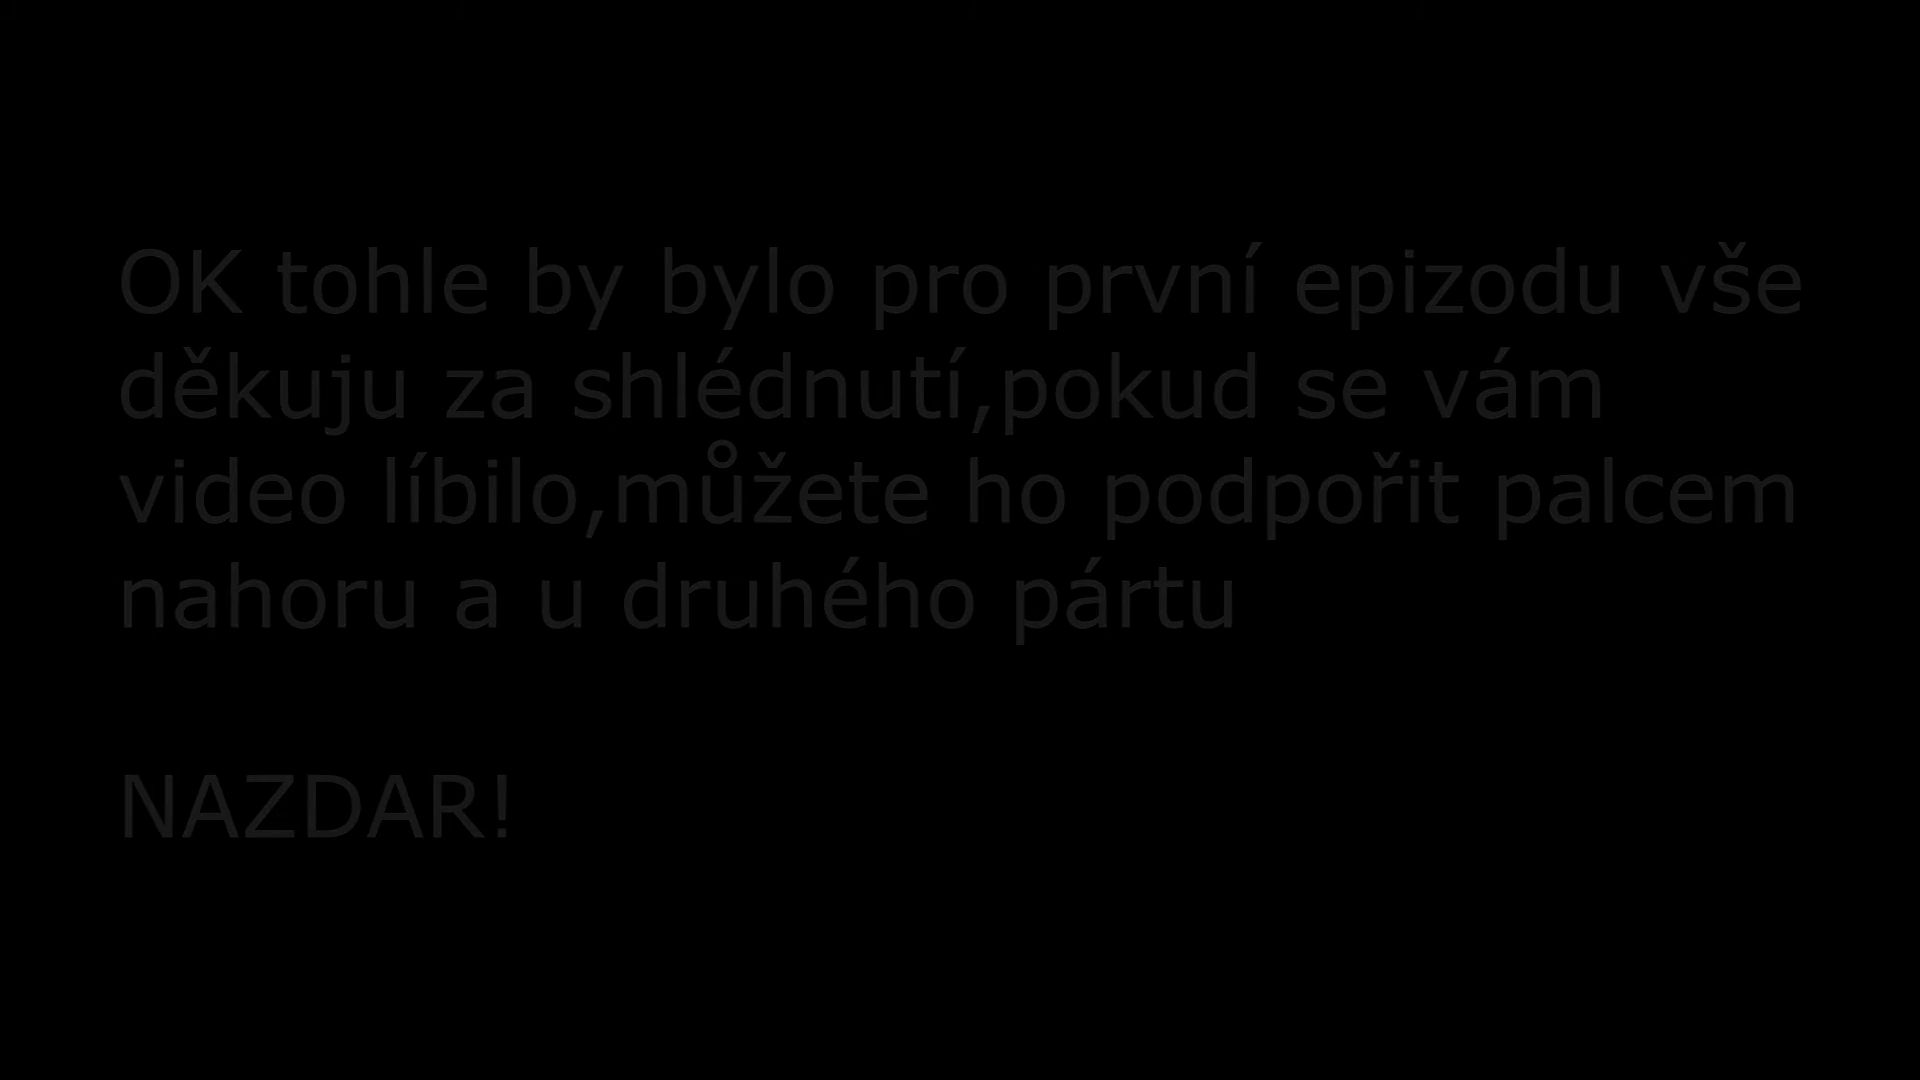 OK tohle by bylo pro první epizodu vše
děkuju za shlédnutí,pokud se vám
video líbilo,můžete ho podpořit palcem
nahoru a u druhého pártu
NAZDAR!